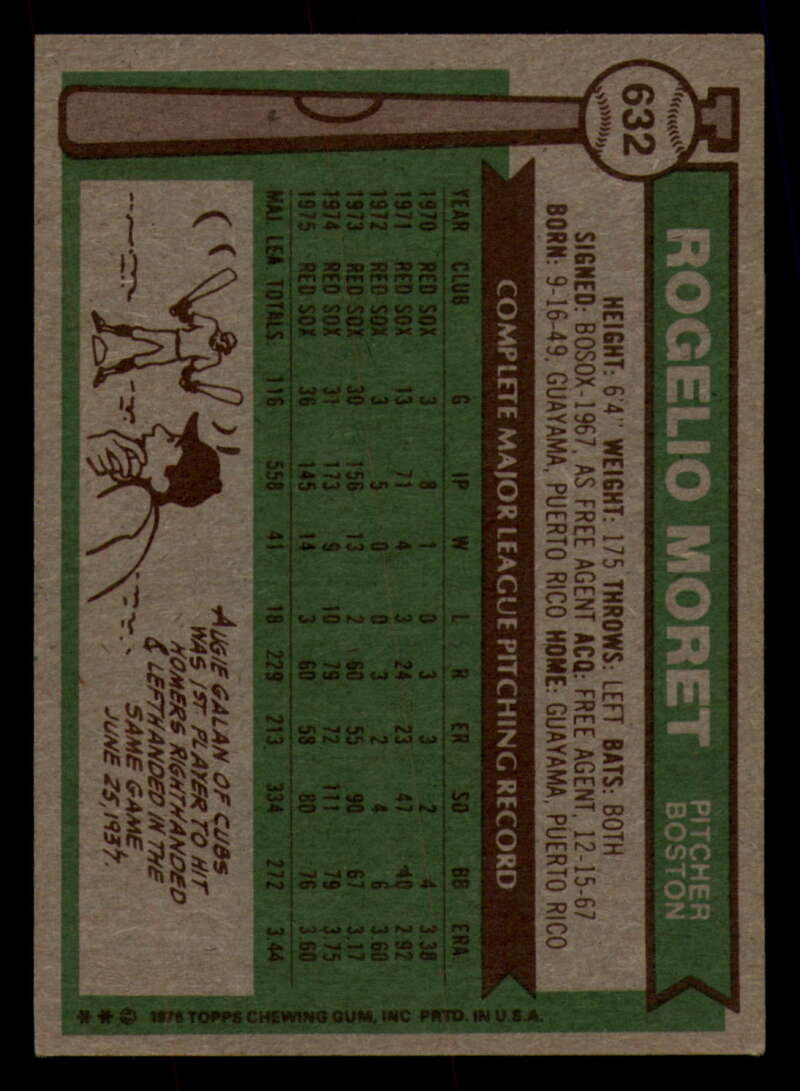 632
ROGELIO MORET
PITCHER
BOSTON
HEIGHT: 6'4" WEIGHT: 175 THROWS: LEFT BATS: BOTH
SIGNED: BOSOX-1967, AS FREE AGENT ACQ: FREE AGENT, 12-15-67
BORN: 9-16-49, GUAYAMA, PUERTO RICO HOME: GUAYAMA, PUERTO RICO
COMPLETE MAJOR LEAGUE PITCHING RECORD
YEAR CLUB G IP W L R ER SO BB ERA
1970 RED SOX 3 8 1 0 3 3 2 4 3.38
1971 RED SOX 13 71 4 3 24 23 47 40 2.92
1972 RED SOX 3 5 0 0 3 2 4 6 3.60
1973 RED SOX 30 156 13 2 60 55 90 67 3.17
1974 RED SOX 31 173 9 10 79 72 111 79 3.75
1975 RED SOX 36 145 14 3 60 58 80 76 3.60
MAJ LEA. TOTALS: 116 558 41 18 229 213 334 272 3.44
AUGIE GALAN OF CUBS
WAS 1ST PLAYER TO HIT
HOMERS RIGHTHANDED
& LEFTHANDED IN THE
SAME GAME
JUNE 25, 1937.
* * © 1976 TOPPS CHEWING GUM, INC PRTD. IN U.S.A.